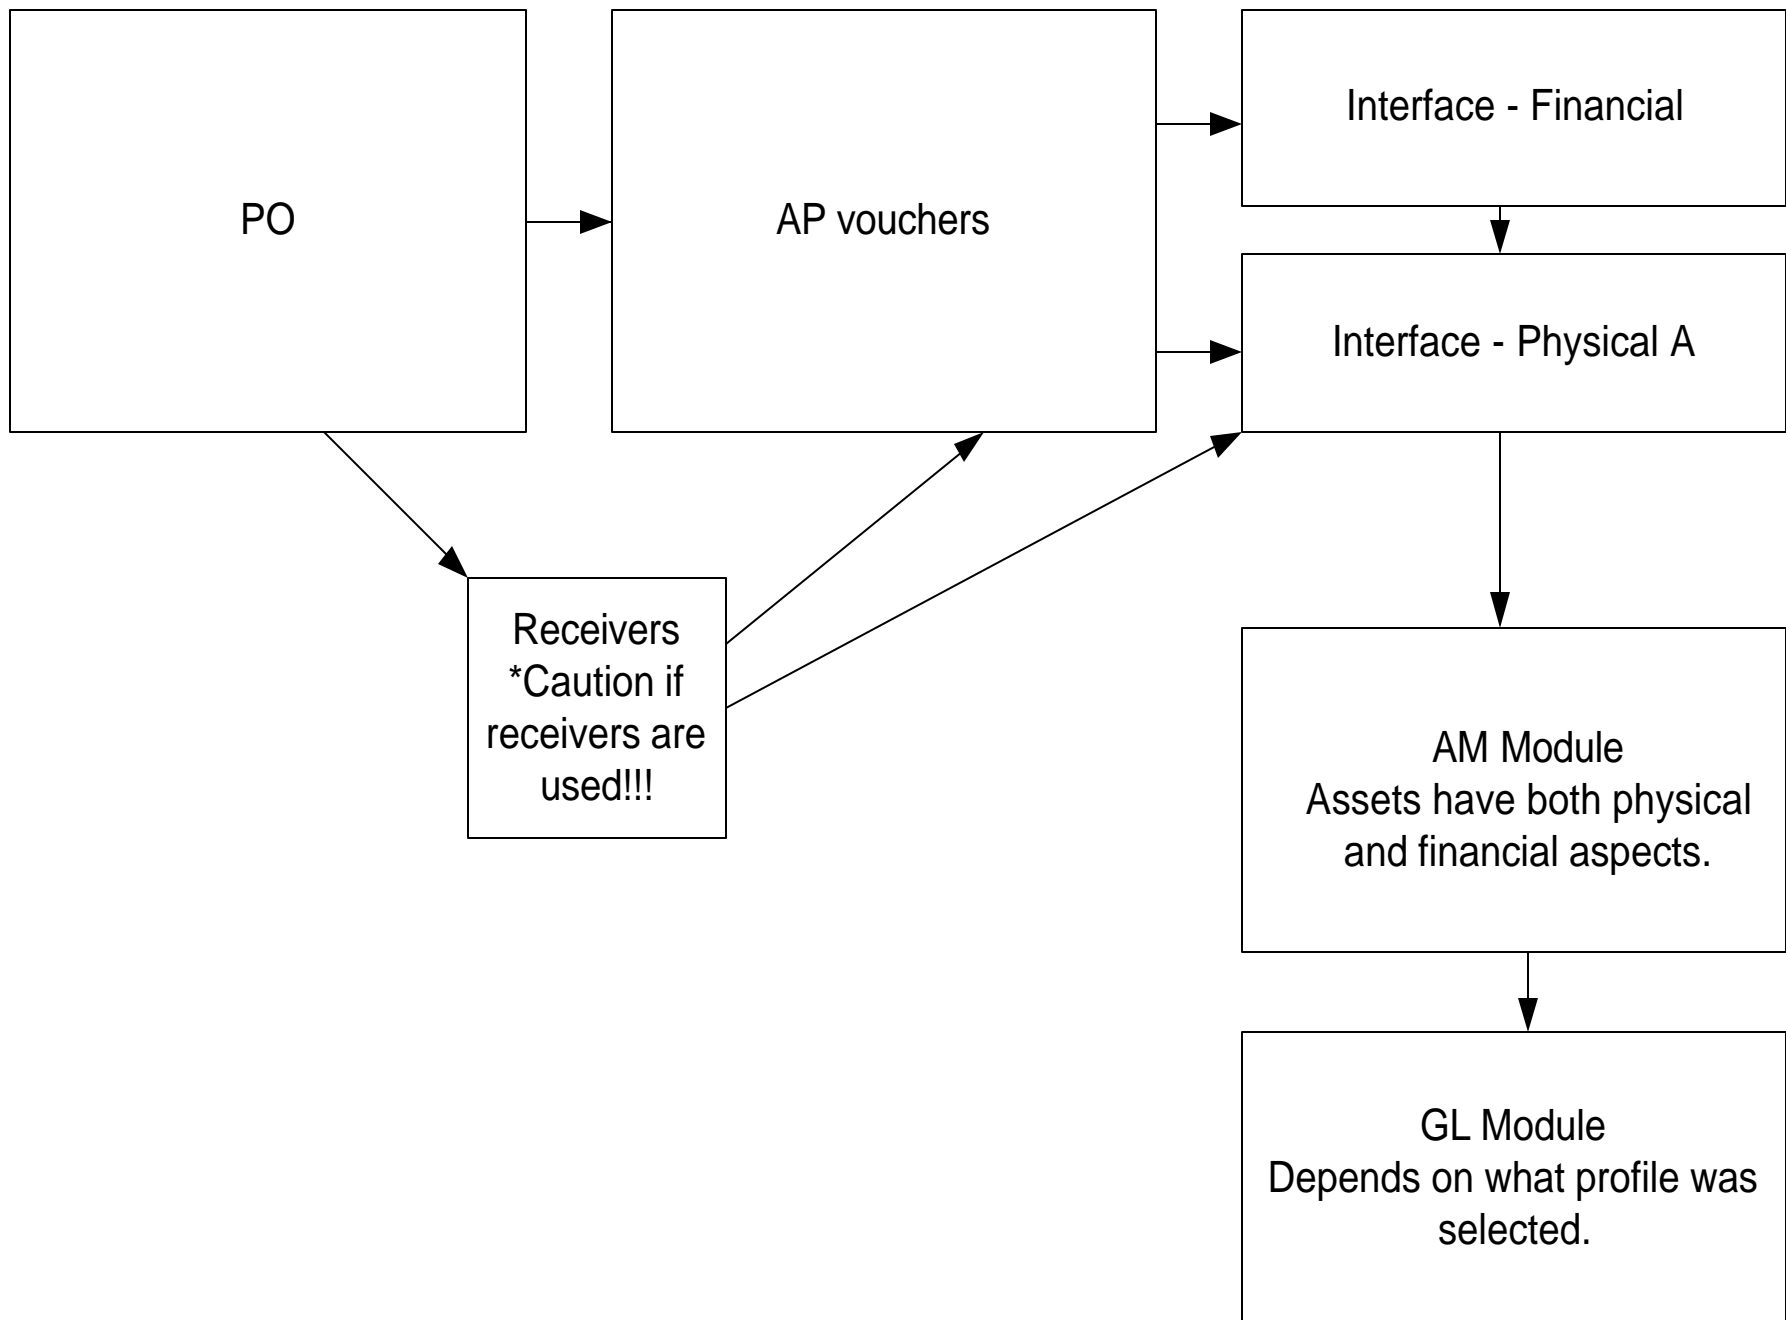 PO
AP vouchers
Interface - Financial
Interface - Physical A
Receivers
*Caution if
receivers are
used!!!
AM Module
Assets have both physical
and financial aspects.
GL Module
Depends on what profile was
selected.